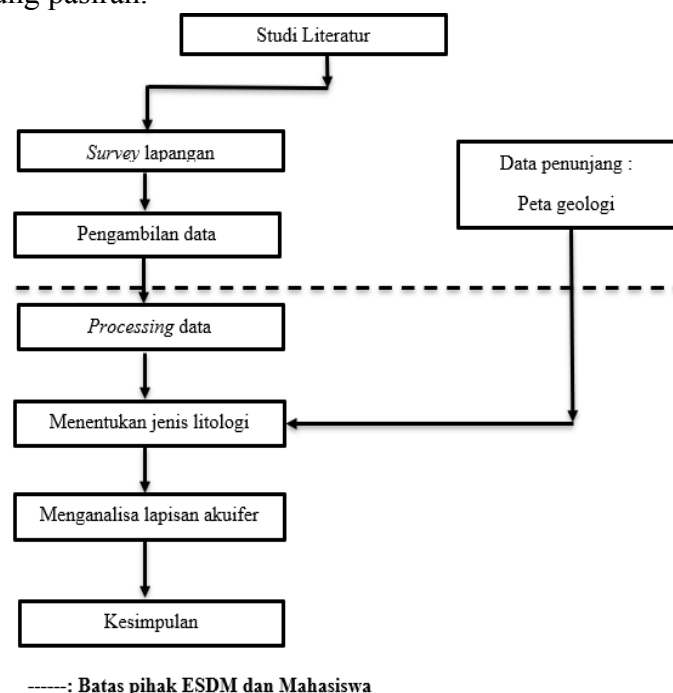 pasiran.
Studi Literatur
Survey lapangan
Pengambilan data
Data penunjang :
Peta geologi
Processing data
Menentukan jenis litologi
Menganalisa lapisan akuifer
Kesimpulan
------: Batas pihak ESDM dan Mahasiswa